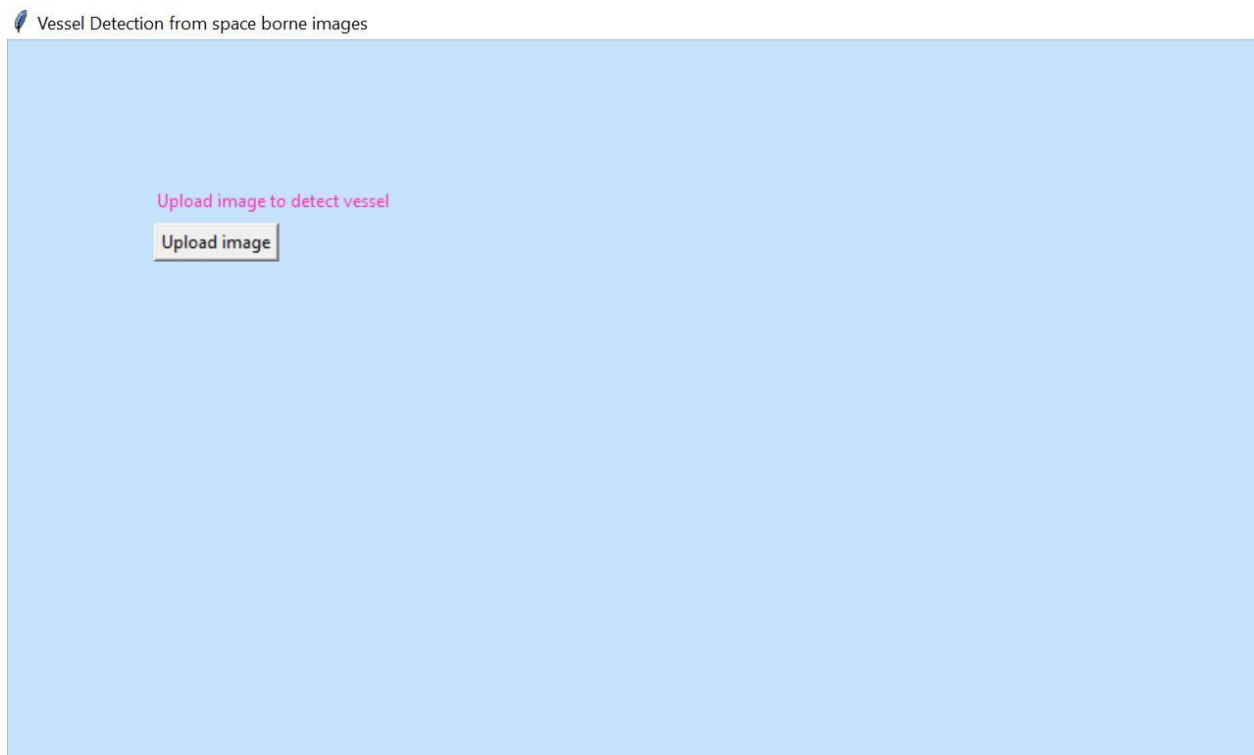 Vessel Detection from space borne images
Upload image to detect vessel
Upload image